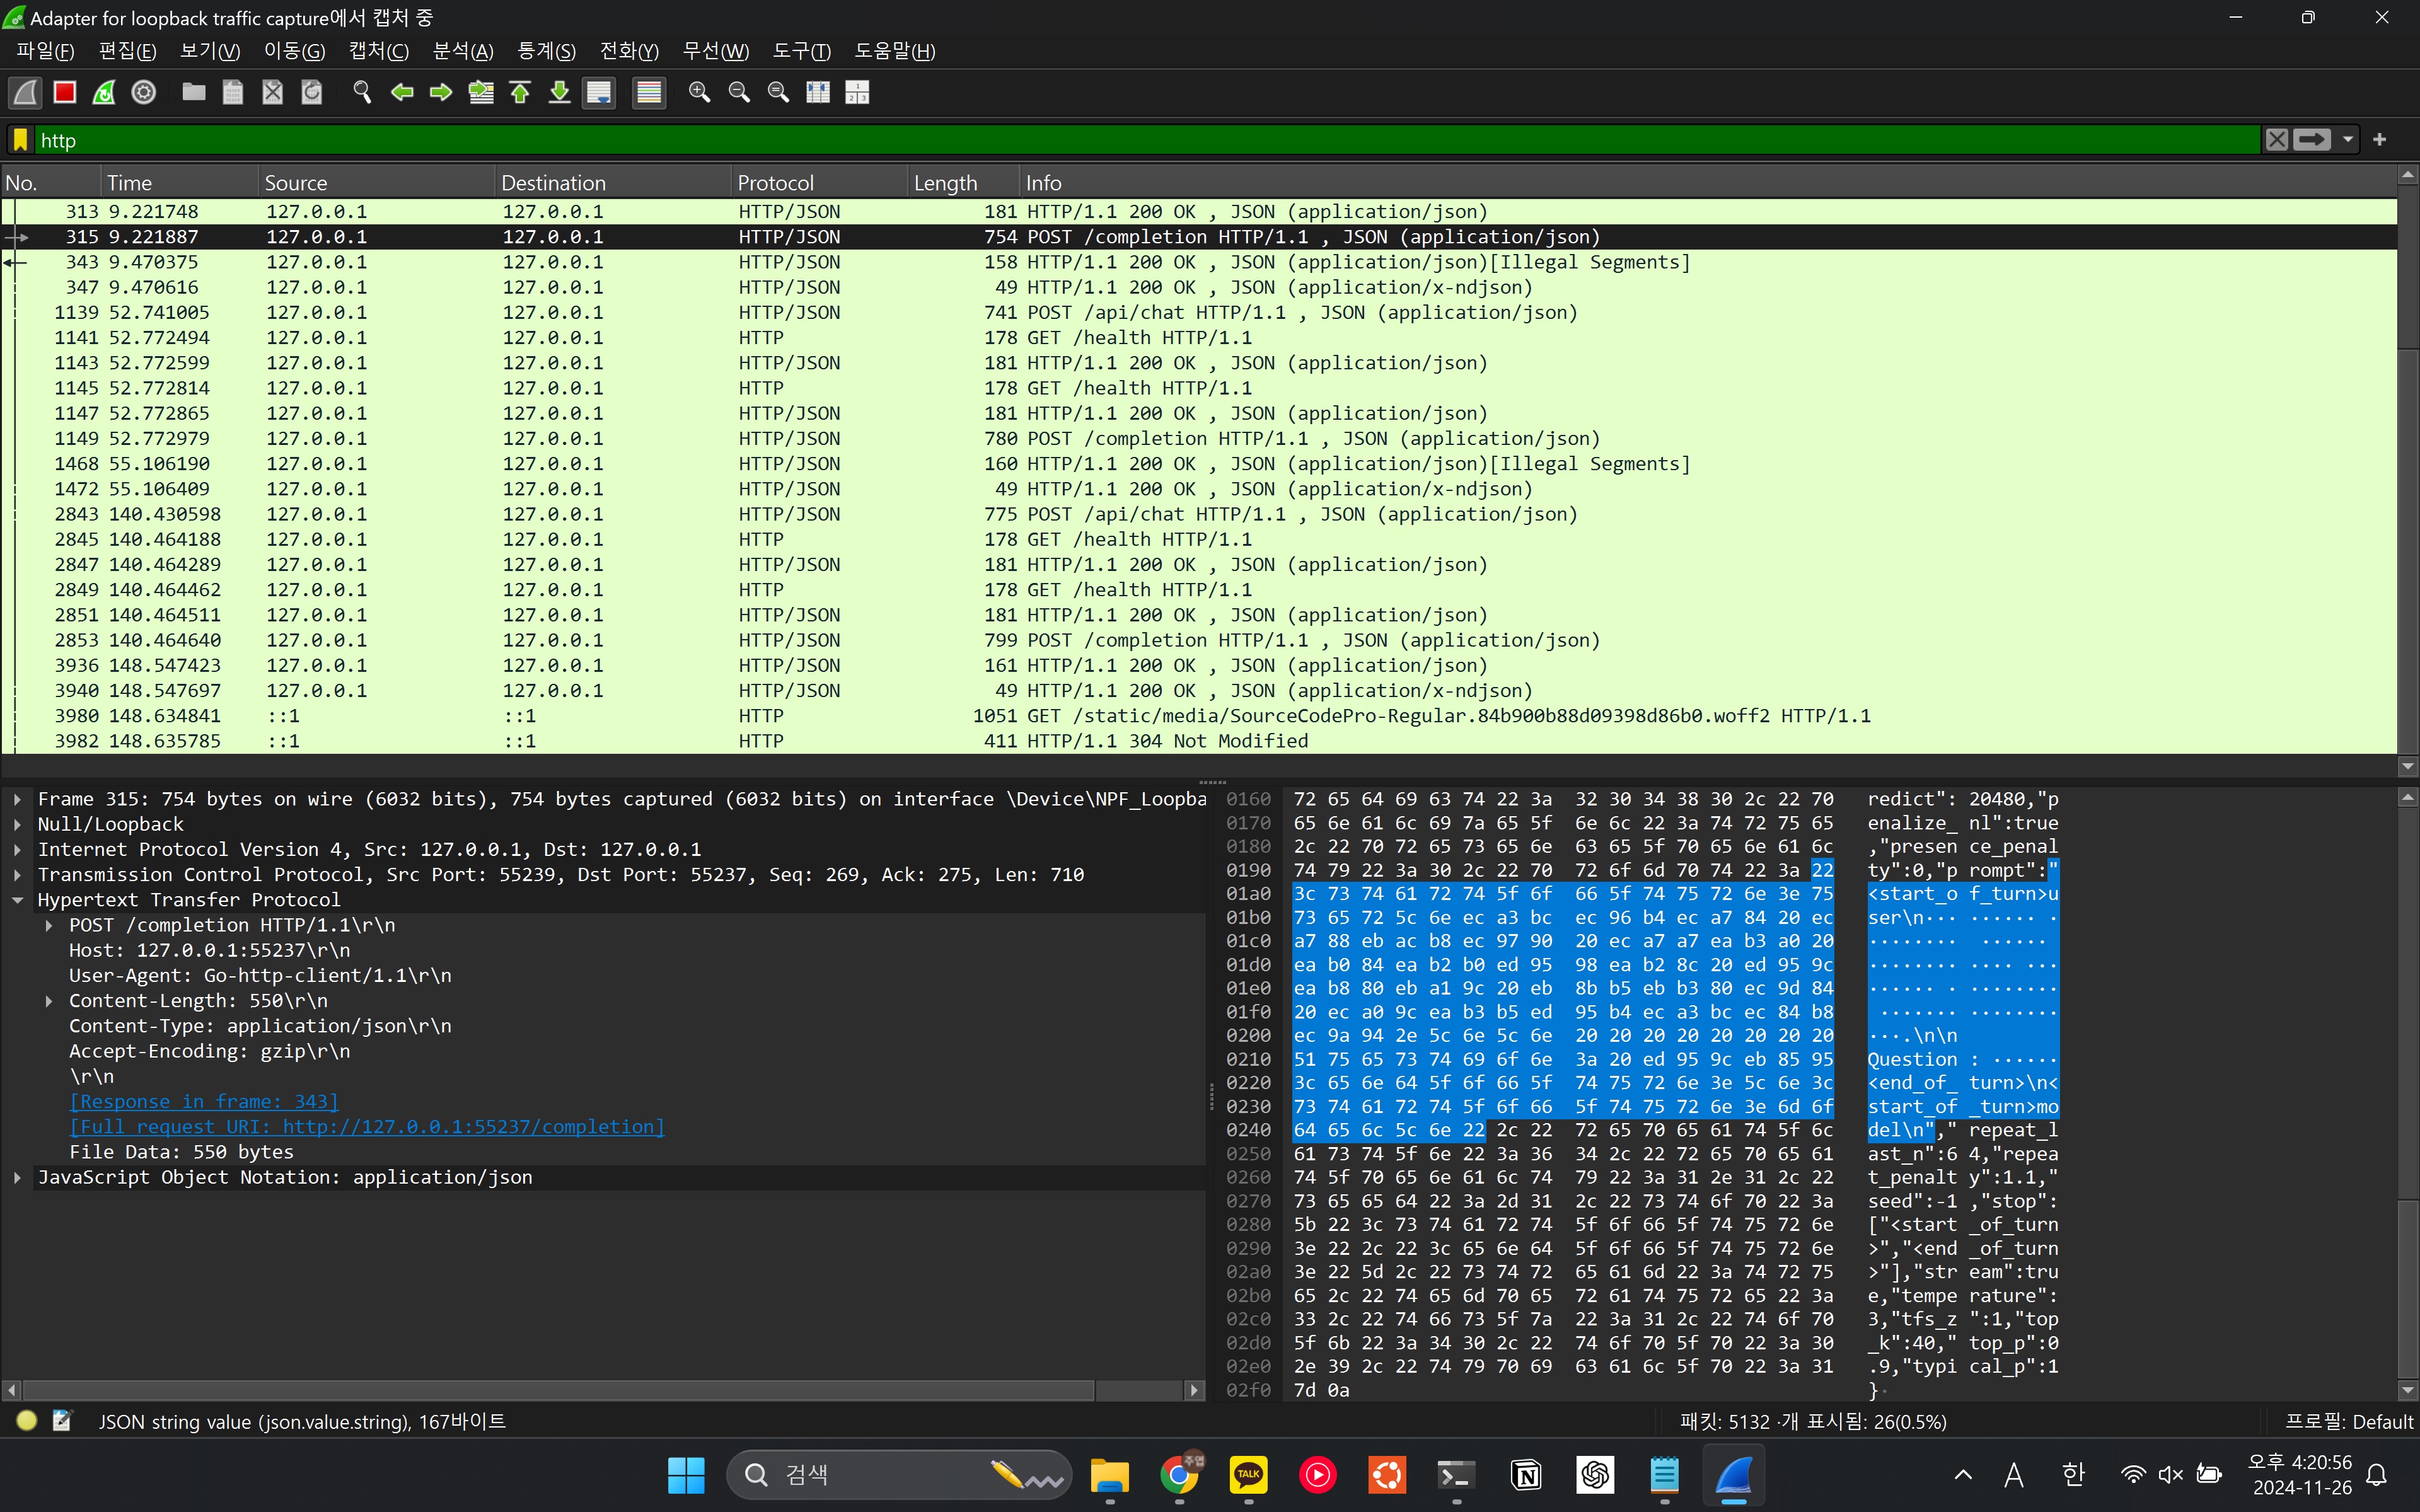 Adapter for loopback traffic capture에서 캡처 중
파일(F) 편집(E) 보기(V) 이동(G) 캡처(C) 분석(A) 통계(S) 전화(Y) 무선(W) 도구(T) 도움말(H)
http
No. Time Source Destination Protocol Length Info
313 9.221748 127.0.0.1 127.0.0.1 HTTP/JSON 181 HTTP/1.1 200 OK , JSON (application/json)
315 9.221887 127.0.0.1 127.0.0.1 HTTP/JSON 754 POST /completion HTTP/1.1 , JSON (application/json)
343 9.470375 127.0.0.1 127.0.0.1 HTTP/JSON 158 HTTP/1.1 200 OK , JSON (application/json)[Illegal Segments]
347 9.470616 127.0.0.1 127.0.0.1 HTTP/JSON 49 HTTP/1.1 200 OK , JSON (application/x-ndjson)
1139 52.741005 127.0.0.1 127.0.0.1 HTTP/JSON 741 POST /api/chat HTTP/1.1 , JSON (application/json)
1141 52.772494 127.0.0.1 127.0.0.1 HTTP 178 GET /health HTTP/1.1
1143 52.772599 127.0.0.1 127.0.0.1 HTTP/JSON 181 HTTP/1.1 200 OK , JSON (application/json)
1145 52.772814 127.0.0.1 127.0.0.1 HTTP 178 GET /health HTTP/1.1
1147 52.772865 127.0.0.1 127.0.0.1 HTTP/JSON 181 HTTP/1.1 200 OK , JSON (application/json)
1149 52.772979 127.0.0.1 127.0.0.1 HTTP/JSON 780 POST /completion HTTP/1.1 , JSON (application/json)
1468 55.106190 127.0.0.1 127.0.0.1 HTTP/JSON 160 HTTP/1.1 200 OK , JSON (application/json)[Illegal Segments]
1472 55.106409 127.0.0.1 127.0.0.1 HTTP/JSON 49 HTTP/1.1 200 OK , JSON (application/x-ndjson)
2843 140.430598 127.0.0.1 127.0.0.1 HTTP/JSON 775 POST /api/chat HTTP/1.1 , JSON (application/json)
2845 140.464188 127.0.0.1 127.0.0.1 HTTP 178 GET /health HTTP/1.1
2847 140.464289 127.0.0.1 127.0.0.1 HTTP/JSON 181 HTTP/1.1 200 OK , JSON (application/json)
2849 140.464462 127.0.0.1 127.0.0.1 HTTP 178 GET /health HTTP/1.1
2851 140.464511 127.0.0.1 127.0.0.1 HTTP/JSON 181 HTTP/1.1 200 OK , JSON (application/json)
2853 140.464640 127.0.0.1 127.0.0.1 HTTP/JSON 799 POST /completion HTTP/1.1 , JSON (application/json)
3936 148.547423 127.0.0.1 127.0.0.1 HTTP/JSON 161 HTTP/1.1 200 OK , JSON (application/json)
3940 148.547697 127.0.0.1 127.0.0.1 HTTP/JSON 49 HTTP/1.1 200 OK , JSON (application/x-ndjson)
3980 148.634841 ::1 ::1 HTTP 1051 GET /static/media/SourceCodePro-Regular.84b900b88d09398d86b0.woff2 HTTP/1.1
3982 148.635785 ::1 ::1 HTTP 411 HTTP/1.1 304 Not Modified
Frame 315: 754 bytes on wire (6032 bits), 754 bytes captured (6032 bits) on interface \Device\NPF_Loopba
Null/Loopback
Internet Protocol Version 4, Src: 127.0.0.1, Dst: 127.0.0.1
Transmission Control Protocol, Src Port: 55239, Dst Port: 55237, Seq: 269, Ack: 275, Len: 710
Hypertext Transfer Protocol
POST /completion HTTP/1.1\r\n
Host: 127.0.0.1:55237\r\n
User-Agent: Go-http-client/1.1\r\n
Content-Length: 550\r\n
Content-Type: application/json\r\n
Accept-Encoding: gzip\r\n
\r\n
[Response in frame: 343]
[Full request URI: http://127.0.0.1:55237/completion]
File Data: 550 bytes
JavaScript Object Notation: application/json
0160 72 65 64 69 63 74 22 3a 32 30 34 38 30 2c 22 70 redict": 20480,"p
0170 65 6e 61 6c 69 7a 65 5f 6e 6c 22 3a 74 72 75 65 enalize_ nl":true
0180 2c 22 70 72 65 73 65 6e 63 65 5f 70 65 6e 61 6c ,"presen ce_penal
0190 74 79 22 3a 30 2c 22 70 72 6f 6d 70 74 22 3a 22 ty":0,"p rompt":"
01a0 3c 73 74 61 72 74 5f 6f 66 5f 74 75 72 6e 3e 75 <start_o f_turn>u
01b0 73 65 72 5c 6e ec a3 bc ec 96 b4 ec a7 84 20 ec ser\n··· ······ ·
01c0 a7 88 eb ac b8 ec 97 90 20 ec a7 a7 ea b3 a0 20 ········ ······
01d0 ea b0 84 ea b2 b0 ed 95 98 ea b2 8c 20 ed 95 9c ········ ···· ···
01e0 ea b8 80 eb a1 9c 20 eb 8b b5 eb b3 80 ec 9d 84 ······ · ········
01f0 20 ec a0 9c ea b3 b5 ed 95 b4 ec a3 bc ec 84 b8 ······· ········
0200 ec 9a 94 2e 5c 6e 5c 6e 20 20 20 20 20 20 20 20 ···.\n\n
0210 51 75 65 73 74 69 6f 6e 3a 20 ed 95 9c eb 85 95 Question : ······
0220 3c 65 6e 64 5f 6f 66 5f 74 75 72 6e 3e 5c 6e 3c <end_of_ turn>\n<
0230 73 74 61 72 74 5f 6f 66 5f 74 75 72 6e 3e 6d 6f start_of _turn>mo
0240 64 65 6c 5c 6e 22 2c 22 72 65 70 65 61 74 5f 6c del\n"," repeat_l
0250 61 73 74 5f 6e 22 3a 36 34 2c 22 72 65 70 65 61 ast_n":6 4,"repea
0260 74 5f 70 65 6e 61 6c 74 79 22 3a 31 2e 31 2c 22 t_penalt y":1.1,"
0270 73 65 65 64 22 3a 2d 31 2c 22 73 74 6f 70 22 3a seed":-1 ,"stop":
0280 5b 22 3c 73 74 61 72 74 5f 6f 66 5f 74 75 72 6e ["<start _of_turn
0290 3e 22 2c 22 3c 65 6e 64 5f 6f 66 5f 74 75 72 6e >","<end _of_turn
02a0 3e 22 5d 2c 22 73 74 72 65 61 6d 22 3a 74 72 75 >"],"str eam":tru
02b0 65 2c 22 74 65 6d 70 65 72 61 74 75 72 65 22 3a e,"tempe rature":
02c0 33 2c 22 74 66 73 5f 7a 22 3a 31 2c 22 74 6f 70 3,"tfs_z ":1,"top
02d0 5f 6b 22 3a 34 30 2c 22 74 6f 70 5f 70 22 3a 30 _k":40," top_p":0
02e0 2e 39 2c 22 74 79 70 69 63 61 6c 5f 70 22 3a 31 .9,"typi cal_p":1
02f0 7d 0a }·
JSON string value (json.value.string), 167바이트 패킷: 5132 ·개 표시됨: 26(0.5%) 프로필: Default
검색 주엽 TALK A 한 오후 4:20:56
2024-11-26